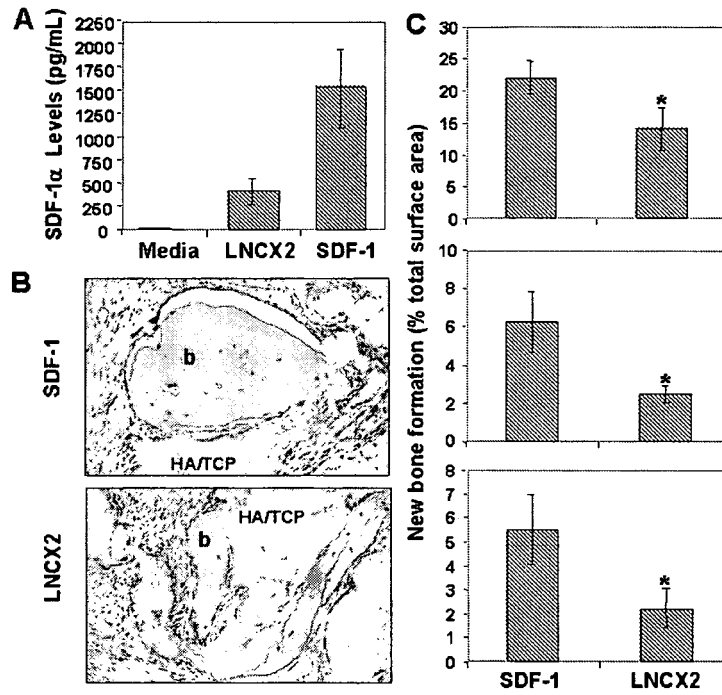 A
SDF-1α Levels (pg/mL)
2250
2000
1750
1500
1250
1000
750
500
250
0
Media LNCX2 SDF-1
B
SDF-1
b
HA/TCP
LNCX2
HA/TCP
b
C
New bone formation (% total surface area)
30
25
20
15
10
5
0
*
10
8
6
4
2
0
*
8
7
6
5
4
3
2
1
0
*
SDF-1 LNCX2